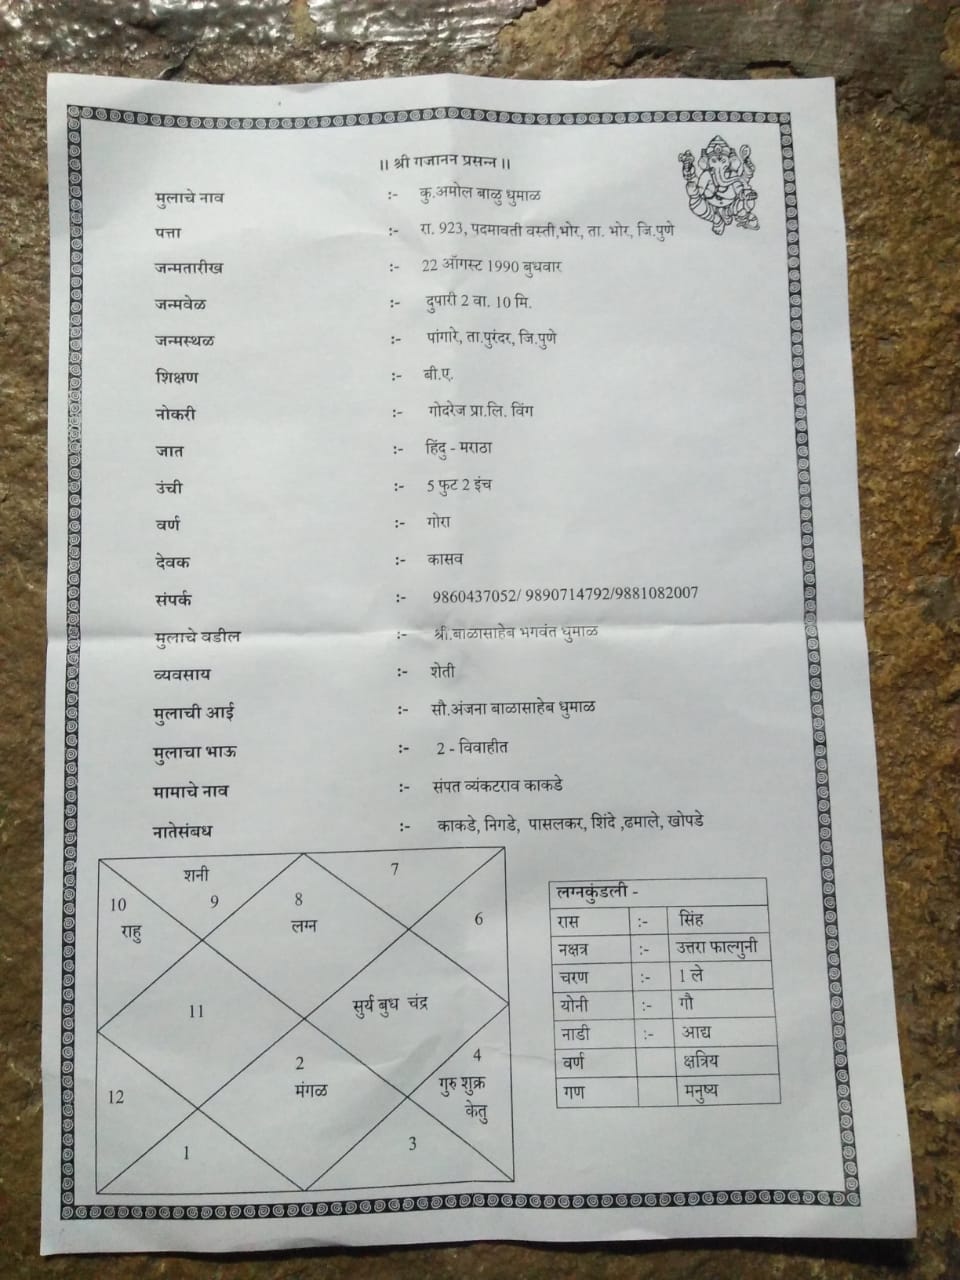 ॥ श्री गजानन प्रसन्न ॥
मुलाचे नाव :- कु.अमोल बाळु धुमाळ
पत्ता :- रा. 923, पदमावती वस्ती,भोर, ता. भोर, जि.पुणे
जन्मतारीख :- 22 ऑगस्ट 1990 बुधवार
जन्मवेळ :- दुपारी 2 वा. 10 मि.
जन्मस्थळ :- पांगारे, ता.पुरंदर, जि.पुणे
शिक्षण :- बी.ए.
नोकरी :- गोदरेज प्रा.लि. विंग
जात :- हिंदु - मराठा
उंची :- 5 फुट 2 इंच
वर्ण :- गोरा
देवक :- कासव
संपर्क :- 9860437052/ 9890714792/9881082007
मुलाचे वडील :- श्री.बाळासाहेब भगवंत धुमाळ
व्यवसाय :- शेती
मुलाची आई :- सौ.अंजना बाळासाहेब धुमाळ
मुलाचा भाऊ :- 2 - विवाहीत
मामाचे नाव :- संपत व्यंकटराव काकडे
नातेसंबध :- काकडे, निगडे, पासलकर, शिंदे ,ढमाले, खोपडे
शनी
7
10
9
8
6
राहु
लग्न
11
सुर्य बुध चंद्र
2
4
मंगळ
गुरु शुक्र
12
केतु
1
3
लग्नकुंडली -
रास :- सिंह
नक्षत्र :- उत्तरा फाल्गुनी
चरण :- 1 ले
योनी :- गौ
नाडी :- आद्य
वर्ण क्षत्रिय
गण मनुष्य